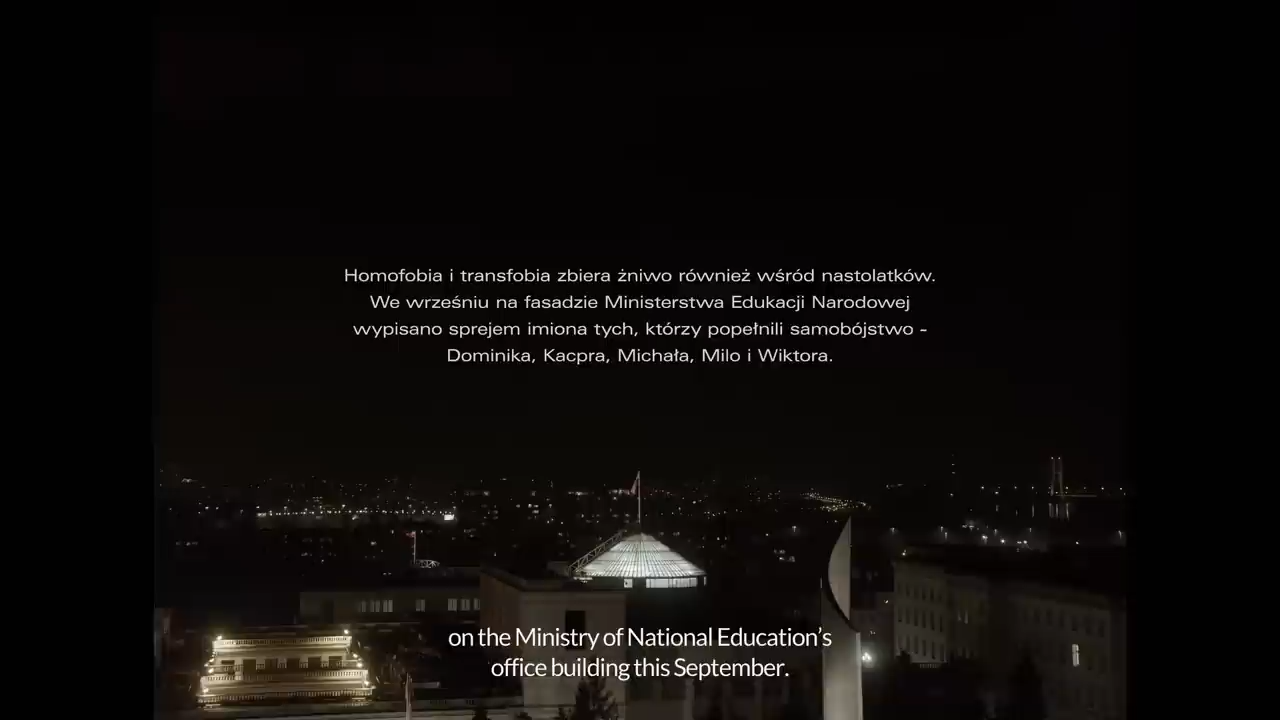 Homofobia i transfobia zbiera żniwo również wśród nastolatków.
We wrześniu na fasadzie Ministerstwa Edukacji Narodowej
wypisano sprejem imiona tych, którzy popełnili samobójstwo -
Dominika, Kacpra, Michała, Milo i Wiktora.
on the Ministry of National Education’s
office building this September.